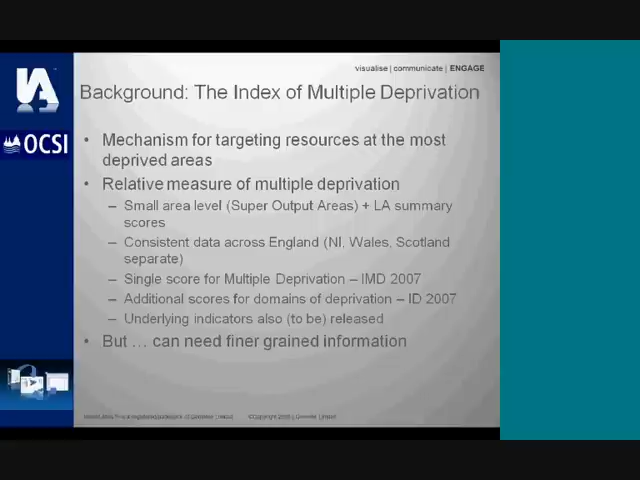 visualise | communicate | ENGAGE
IA
Background: The Index of Multiple Deprivation
OCSI
• Mechanism for targeting resources at the most
deprived areas
• Relative measure of multiple deprivation
– Small area level (Super Output Areas) + LA summary
scores
– Consistent data across England (NI, Wales, Scotland
separate)
– Single score for Multiple Deprivation – IMD 2007
– Additional scores for domains of deprivation – ID 2007
– Underlying indicators also (to be) released
• But … can need finer grained information